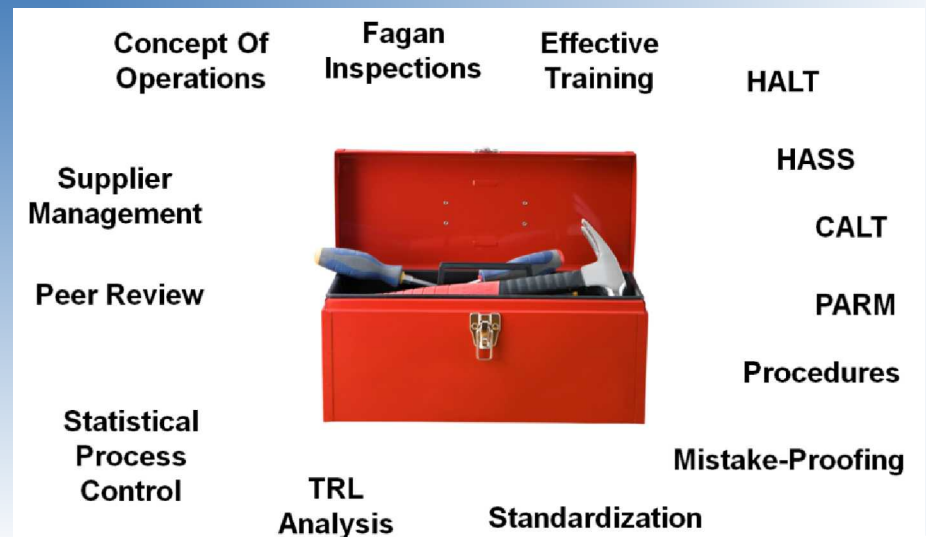 Concept Of
Operations
Fagan
Inspections
Effective
Training
HALT
HASS
Supplier
Management
CALT
Peer Review
PARM
Procedures
Statistical
Process
Control
Mistake-Proofing
TRL
Analysis
Standardization